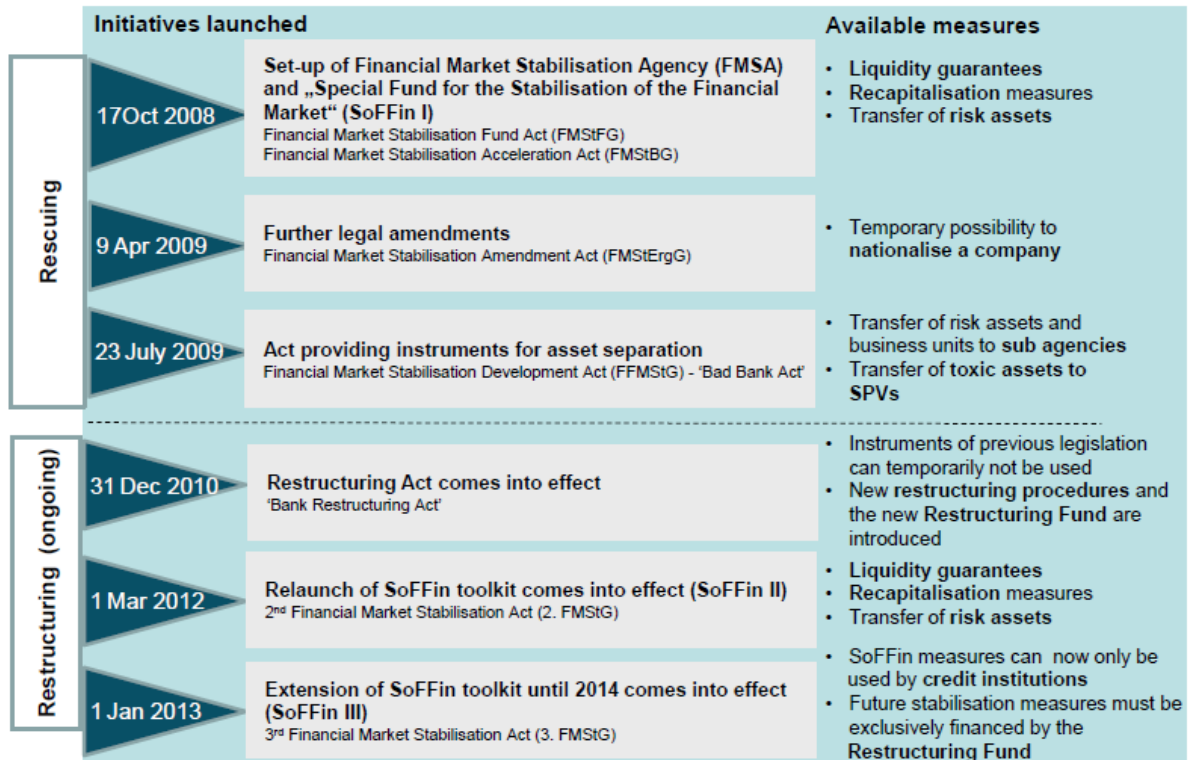 Initiatives launched
Available measures
Rescuing
17Oct 2008
Set-up of Financial Market Stabilisation Agency (FMSA)
and „Special Fund for the Stabilisation of the Financial
Market“ (SoFFin I)
Financial Market Stabilisation Fund Act (FMStFG)
Financial Market Stabilisation Acceleration Act (FMStBG)
• Liquidity guarantees
• Recapitalisation measures
• Transfer of risk assets
9 Apr 2009
Further legal amendments
Financial Market Stabilisation Amendment Act (FMStErgG)
• Temporary possibility to
nationalise a company
23 July 2009
Act providing instruments for asset separation
Financial Market Stabilisation Development Act (FFMStG) - ‘Bad Bank Act’
• Transfer of risk assets and
business units to sub agencies
• Transfer of toxic assets to
SPVs
Restructuring (ongoing)
31 Dec 2010
Restructuring Act comes into effect
‘Bank Restructuring Act’
• Instruments of previous legislation
can temporarily not be used
• New restructuring procedures and
the new Restructuring Fund are
introduced
1 Mar 2012
Relaunch of SoFFin toolkit comes into effect (SoFFin II)
2nd Financial Market Stabilisation Act (2. FMStG)
• Liquidity guarantees
• Recapitalisation measures
• Transfer of risk assets
1 Jan 2013
Extension of SoFFin toolkit until 2014 comes into effect
(SoFFin III)
3rd Financial Market Stabilisation Act (3. FMStG)
• SoFFin measures can now only be
used by credit institutions
• Future stabilisation measures must be
exclusively financed by the
Restructuring Fund